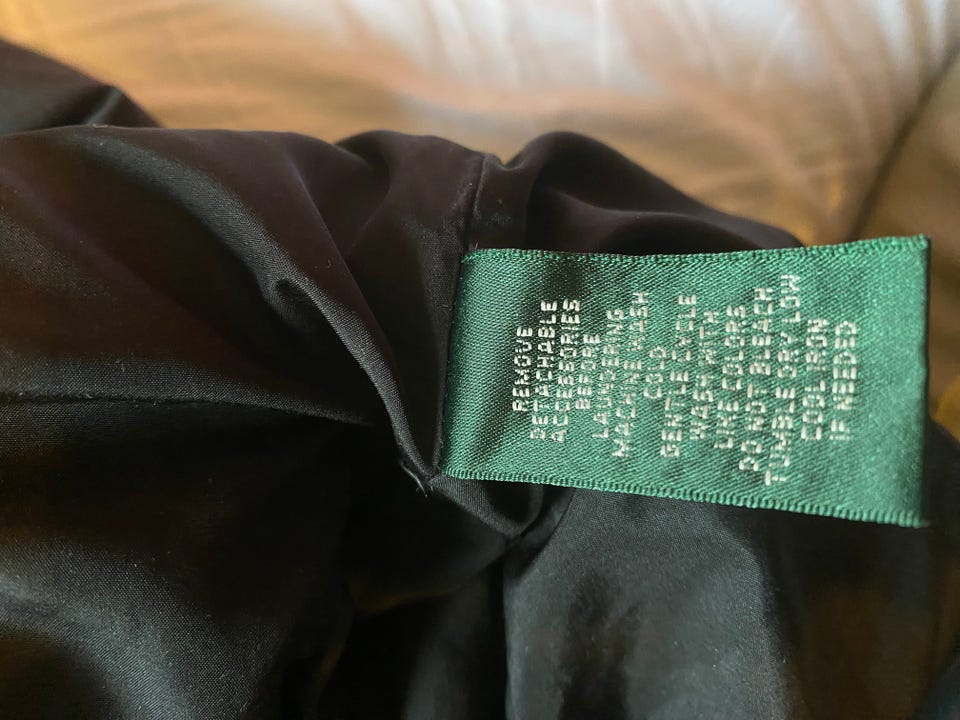 REMOVE
DETACHABLE
ACCESSORIES
BEFORE
LAUNDERING
MACHINE WASH
COLD
GENTLE CYCLE
WASH WITH
LIKE COLORS
DO NOT BLEACH
TUMBLE DRY LOW
COOL IRON
IF NEEDED